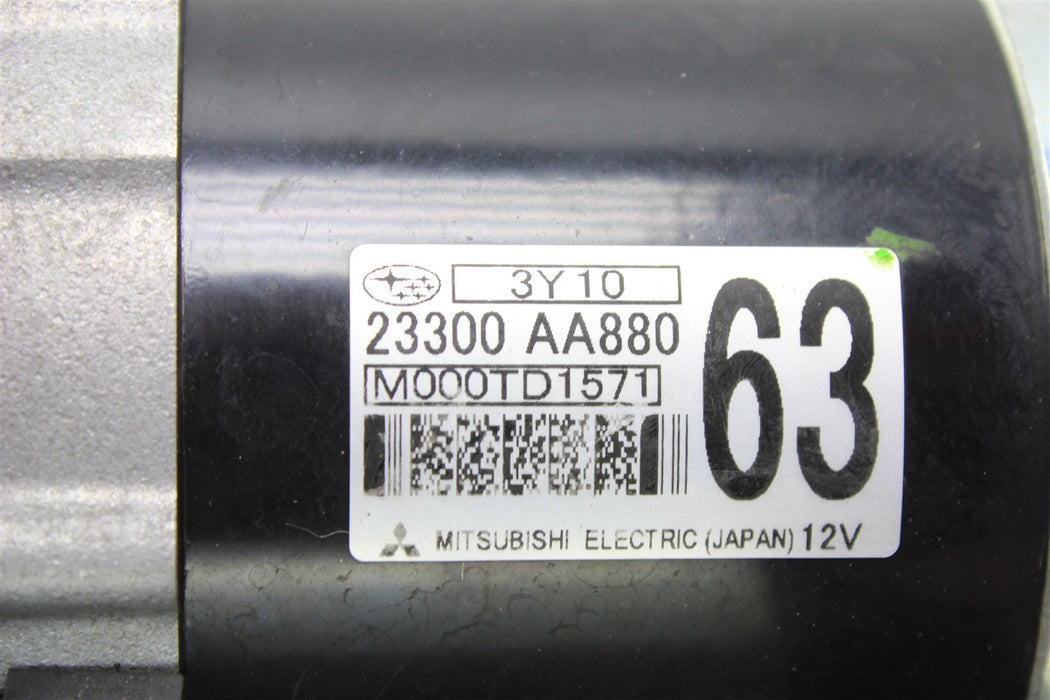 3Y10
23300 AA880
63
M000TD1571
MITSUBISHI ELECTRIC (JAPAN) 12V